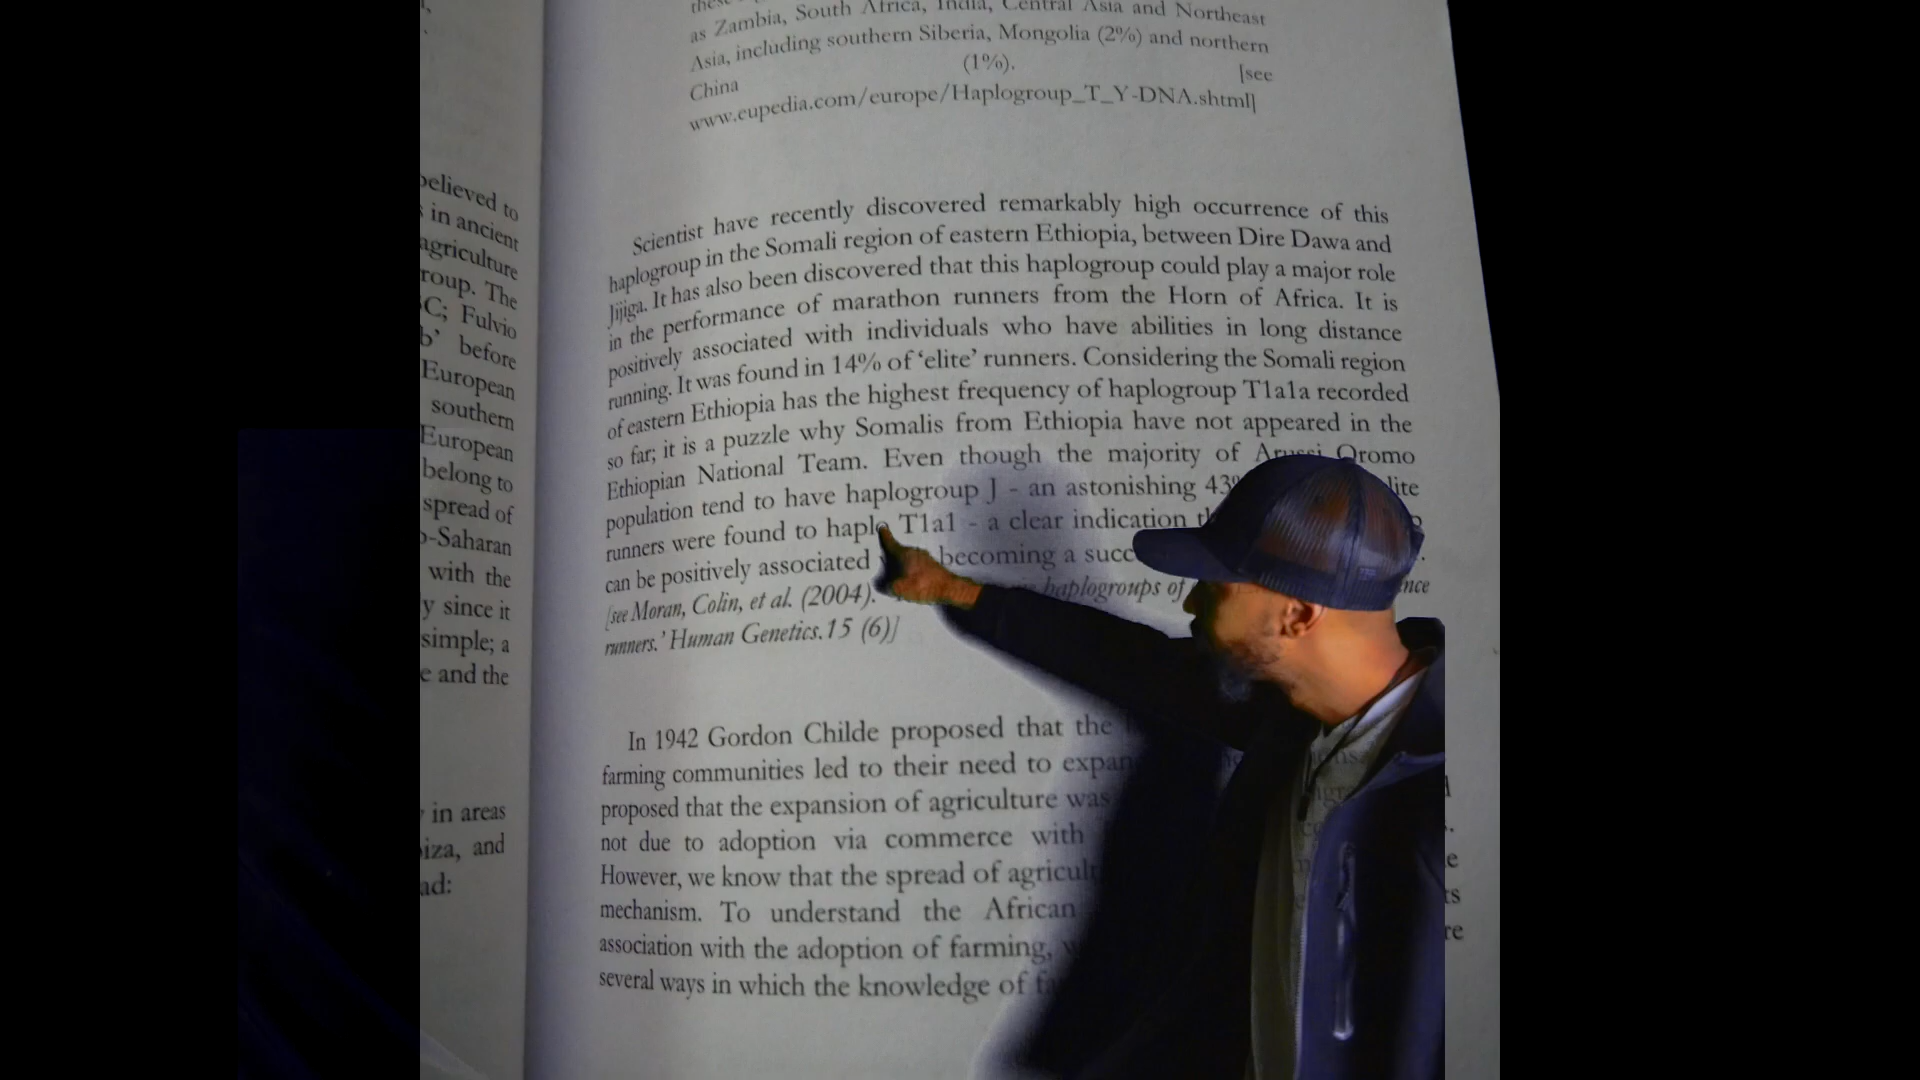 believed to
in ancient
agriculture
roup. The
C; Fulvio
b' before
European
southern
European
belong to
spread of
o-Saharan
with the
y since it
simple; a
e and the
in areas
iza, and
ad:
as Zambia, South Africa, India, Central Asia and Northeast
Asia, including southern Siberia, Mongolia (2%) and northern
China (1%). [see
www.eupedia.com/europe/Haplogroup_T_Y-DNA.shtml]
Scientist have recently discovered remarkably high occurrence of this
haplogroup in the Somali region of eastern Ethiopia, between Dire Dawa and
Jijiga. It has also been discovered that this haplogroup could play a major role
in the performance of marathon runners from the Horn of Africa. It is
positively associated with individuals who have abilities in long distance
running. It was found in 14% of 'elite' runners. Considering the Somali region
of eastern Ethiopia has the highest frequency of haplogroup T1a1a recorded
so far; it is a puzzle why Somalis from Ethiopia have not appeared in the
Ethiopian National Team. Even though the majority of Arussi Oromo
population tend to have haplogroup J - an astonishing 43% lite
runners were found to haplo T1a1 - a clear indication
can be positively associated becoming a succ
[see Moran, Colin, et al. (2004). haplogroups of nce
runners.' Human Genetics.15 (6)]
In 1942 Gordon Childe proposed that the
farming communities led to their need to expan
proposed that the expansion of agriculture was
not due to adoption via commerce with
However, we know that the spread of agricult
mechanism. To understand the African
association with the adoption of farming,
several ways in which the knowledge of fa